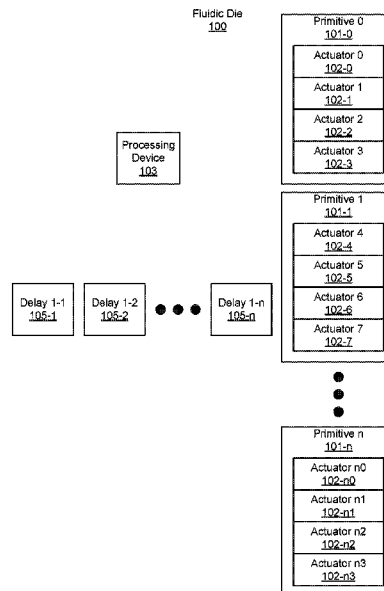 Fluidic Die
100
Primitive 0
101-0
Actuator 0
102-0
Actuator 1
102-1
Actuator 2
102-2
Actuator 3
102-3
Processing
Device
103
Primitive 1
101-1
Actuator 4
102-4
Actuator 5
102-5
Actuator 6
102-6
Actuator 7
102-7
Delay 1-1
105-1
Delay 1-2
105-2
Delay 1-n
105-n
Primitive n
101-n
Actuator n0
102-n0
Actuator n1
102-n1
Actuator n2
102-n2
Actuator n3
102-n3